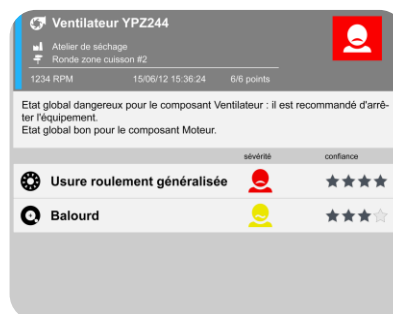 Ventilateur YPZ244
Atelier de séchage
Ronde zone cuisson #2
1234 RPM 15/06/12 15:36:24 6/6 points
Etat global dangereux pour le composant Ventilateur : il est recommandé d'arrê-
ter l'équipement.
Etat global bon pour le composant Moteur.
sévérité confiance
Usure roulement généralisée
Balourd